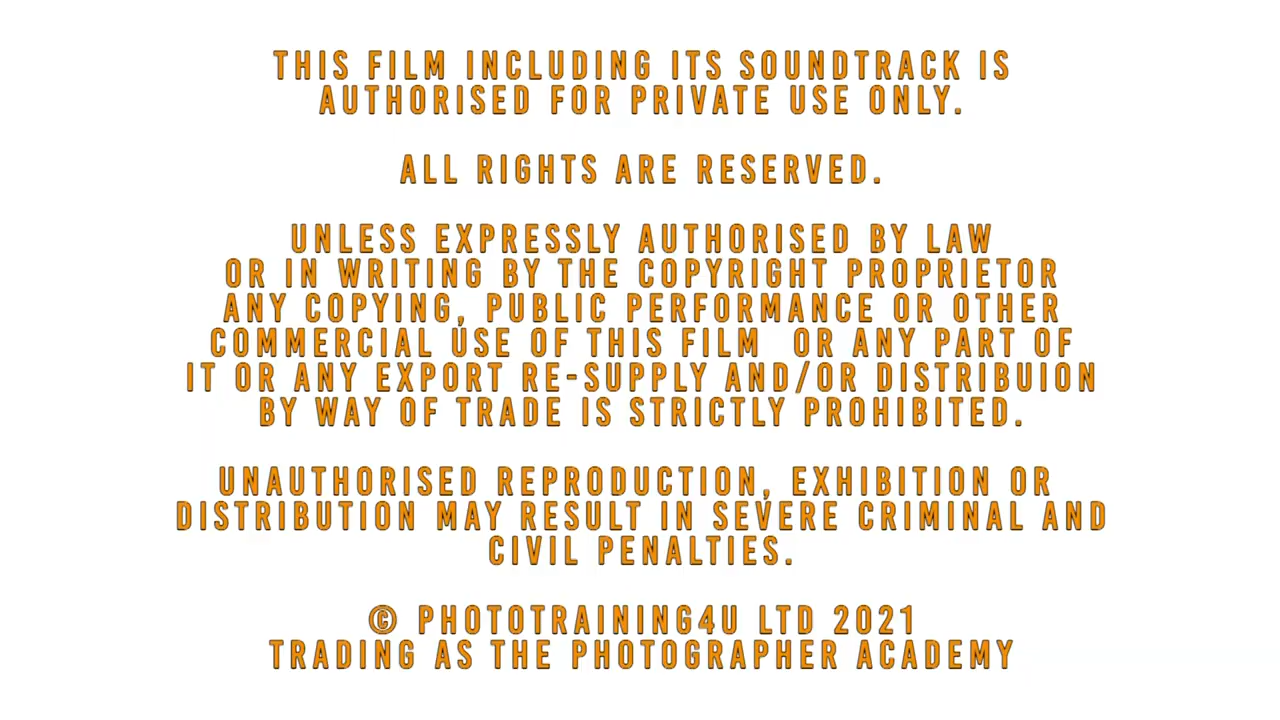 THIS FILM INCLUDING ITS SOUNDTRACK IS
AUTHORISED FOR PRIVATE USE ONLY.
ALL RIGHTS ARE RESERVED.
UNLESS EXPRESSLY AUTHORISED BY LAW
OR IN WRITING BY THE COPYRIGHT PROPRIETOR
ANY COPYING, PUBLIC PERFORMANCE OR OTHER
COMMERCIAL USE OF THIS FILM  OR ANY PART OF
IT OR ANY EXPORT RE-SUPPLY AND/OR DISTRIBUION
BY WAY OF TRADE IS STRICTLY PROHIBITED.
UNAUTHORISED REPRODUCTION, EXHIBITION OR
DISTRIBUTION MAY RESULT IN SEVERE CRIMINAL AND
CIVIL PENALTIES.
© PHOTOTRAINING4U LTD 2021
TRADING AS THE PHOTOGRAPHER ACADEMY